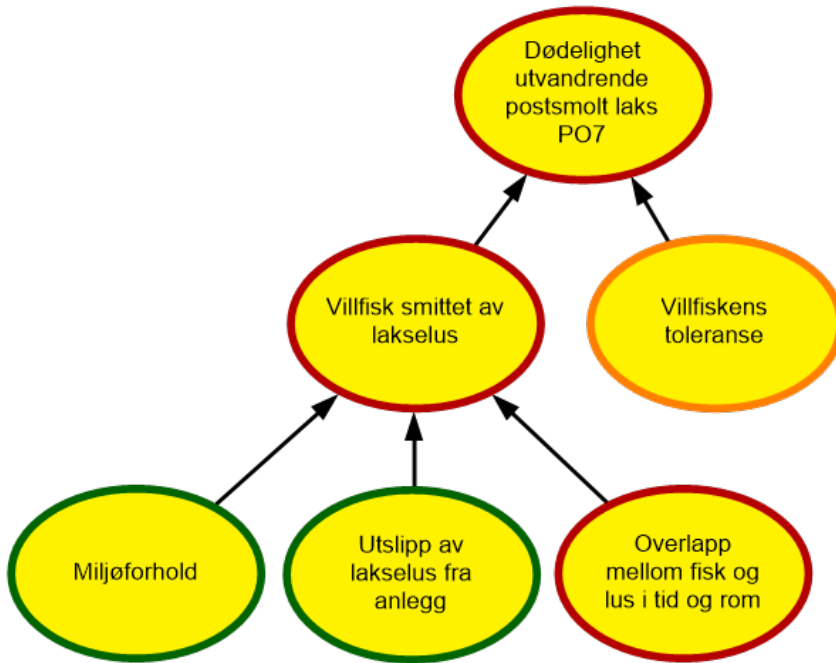 Dødelighet
utvandrende
postsmolt laks
PO7
Villfisk smittet av
lakselus
Villfiskens
toleranse
Miljøforhold
Utslipp av
lakselus fra
anlegg
Overlapp
mellom fisk og
lus i tid og rom